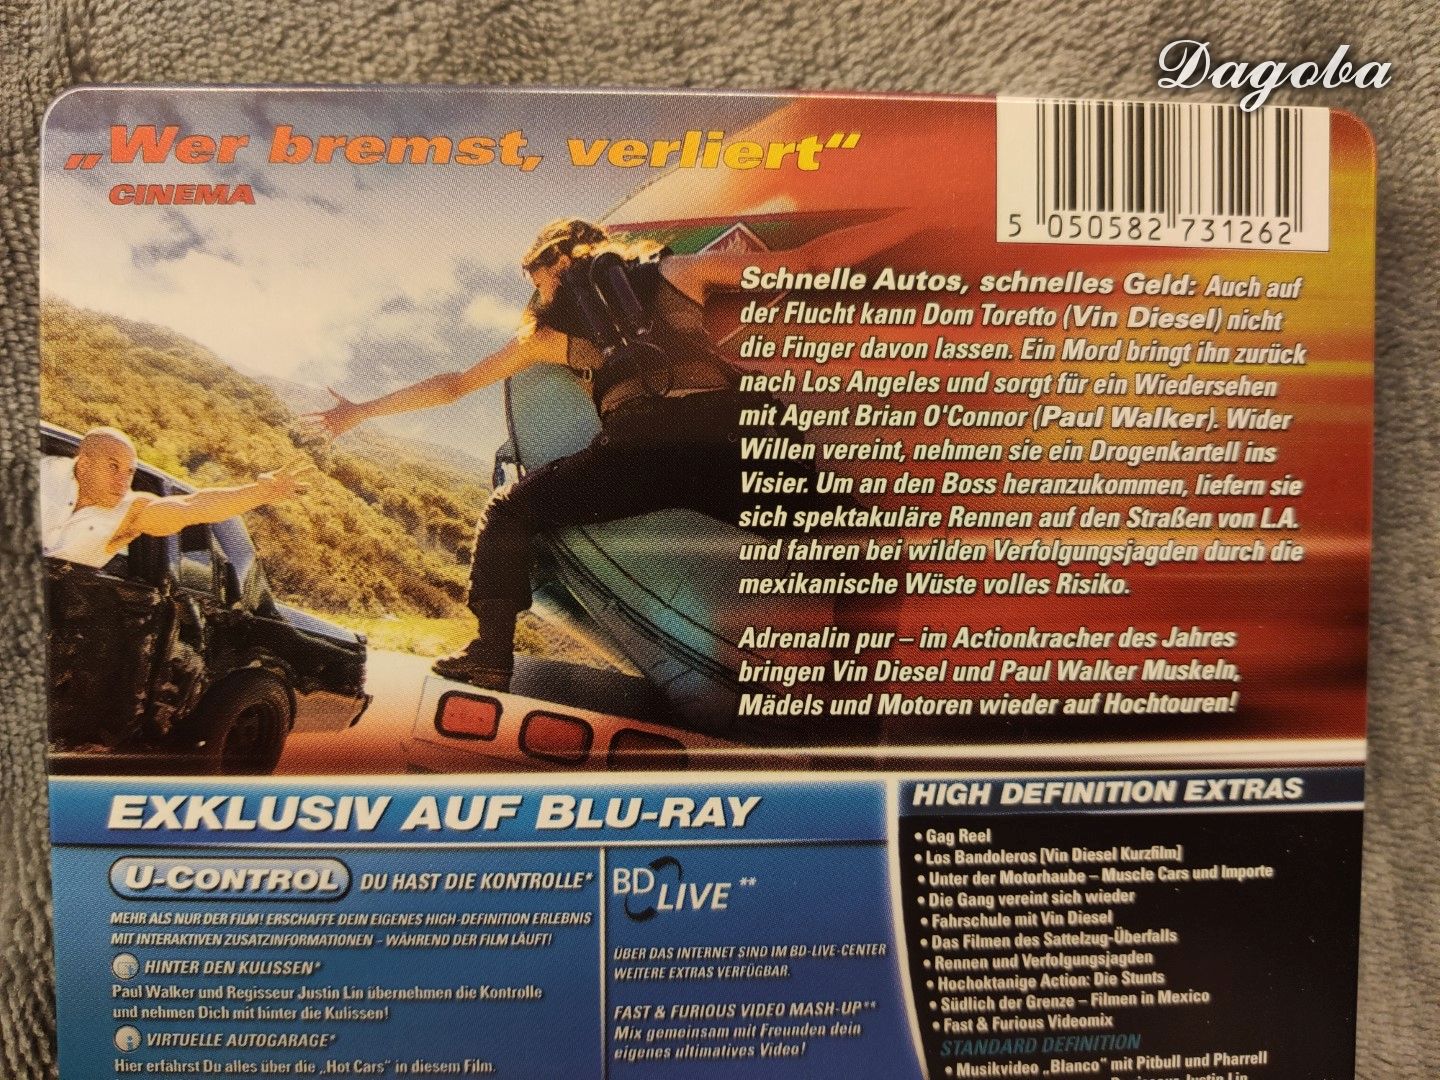 Dagoba
„Wer bremst, verliert“
CINEMA
5 050582 731262
Schnelle Autos, schnelles Geld: Auch auf
der Flucht kann Dom Toretto (Vin Diesel) nicht
die Finger davon lassen. Ein Mord bringt ihn zurück
nach Los Angeles und sorgt für ein Wiedersehen
mit Agent Brian O'Connor (Paul Walker). Wider
Willen vereint, nehmen sie ein Drogenkartell ins
Visier. Um an den Boss heranzukommen, liefern sie
sich spektakuläre Rennen auf den Straßen von L.A.
und fahren bei wilden Verfolgungsjagden durch die
mexikanische Wüste volles Risiko.
Adrenalin pur – im Actionkracher des Jahres
bringen Vin Diesel und Paul Walker Muskeln,
Mädels und Motoren wieder auf Hochtouren!
EXKLUSIV AUF BLU-RAY
U-CONTROL DU HAST DIE KONTROLLE*
MEHR ALS NUR DER FILM! ERSCHAFFE DEIN EIGENES HIGH-DEFINITION ERLEBNIS
MIT INTERAKTIVEN ZUSATZINFORMATIONEN – WÄHREND DER FILM LÄUFT!
HINTER DEN KULISSEN*
Paul Walker und Regisseur Justin Lin übernehmen die Kontrolle
und nehmen Dich mit hinter die Kulissen!
VIRTUELLE AUTOGARAGE*
Hier erfährst Du alles über die „Hot Cars“ in diesem Film.
BD LIVE**
ÜBER DAS INTERNET SIND IM BD-LIVE-CENTER
WEITERE EXTRAS VERFÜGBAR.
FAST & FURIOUS VIDEO MASH-UP**
Mix gemeinsam mit Freunden dein
eigenes ultimatives Video!
HIGH DEFINITION EXTRAS
• Gag Reel
• Los Bandoleros [Vin Diesel Kurzfilm]
• Unter der Motorhaube – Muscle Cars und Importe
• Die Gang vereint sich wieder
• Fahrschule mit Vin Diesel
• Das Filmen des Sattelzug-Überfalls
• Rennen und Verfolgungsjagden
• Hochoktanige Action: Die Stunts
• Südlich der Grenze – Filmen in Mexico
• Fast & Furious Videomix
STANDARD DEFINITION
• Musikvideo „Blanco“ mit Pitbull und Pharrell
Regisseur Justin Lin